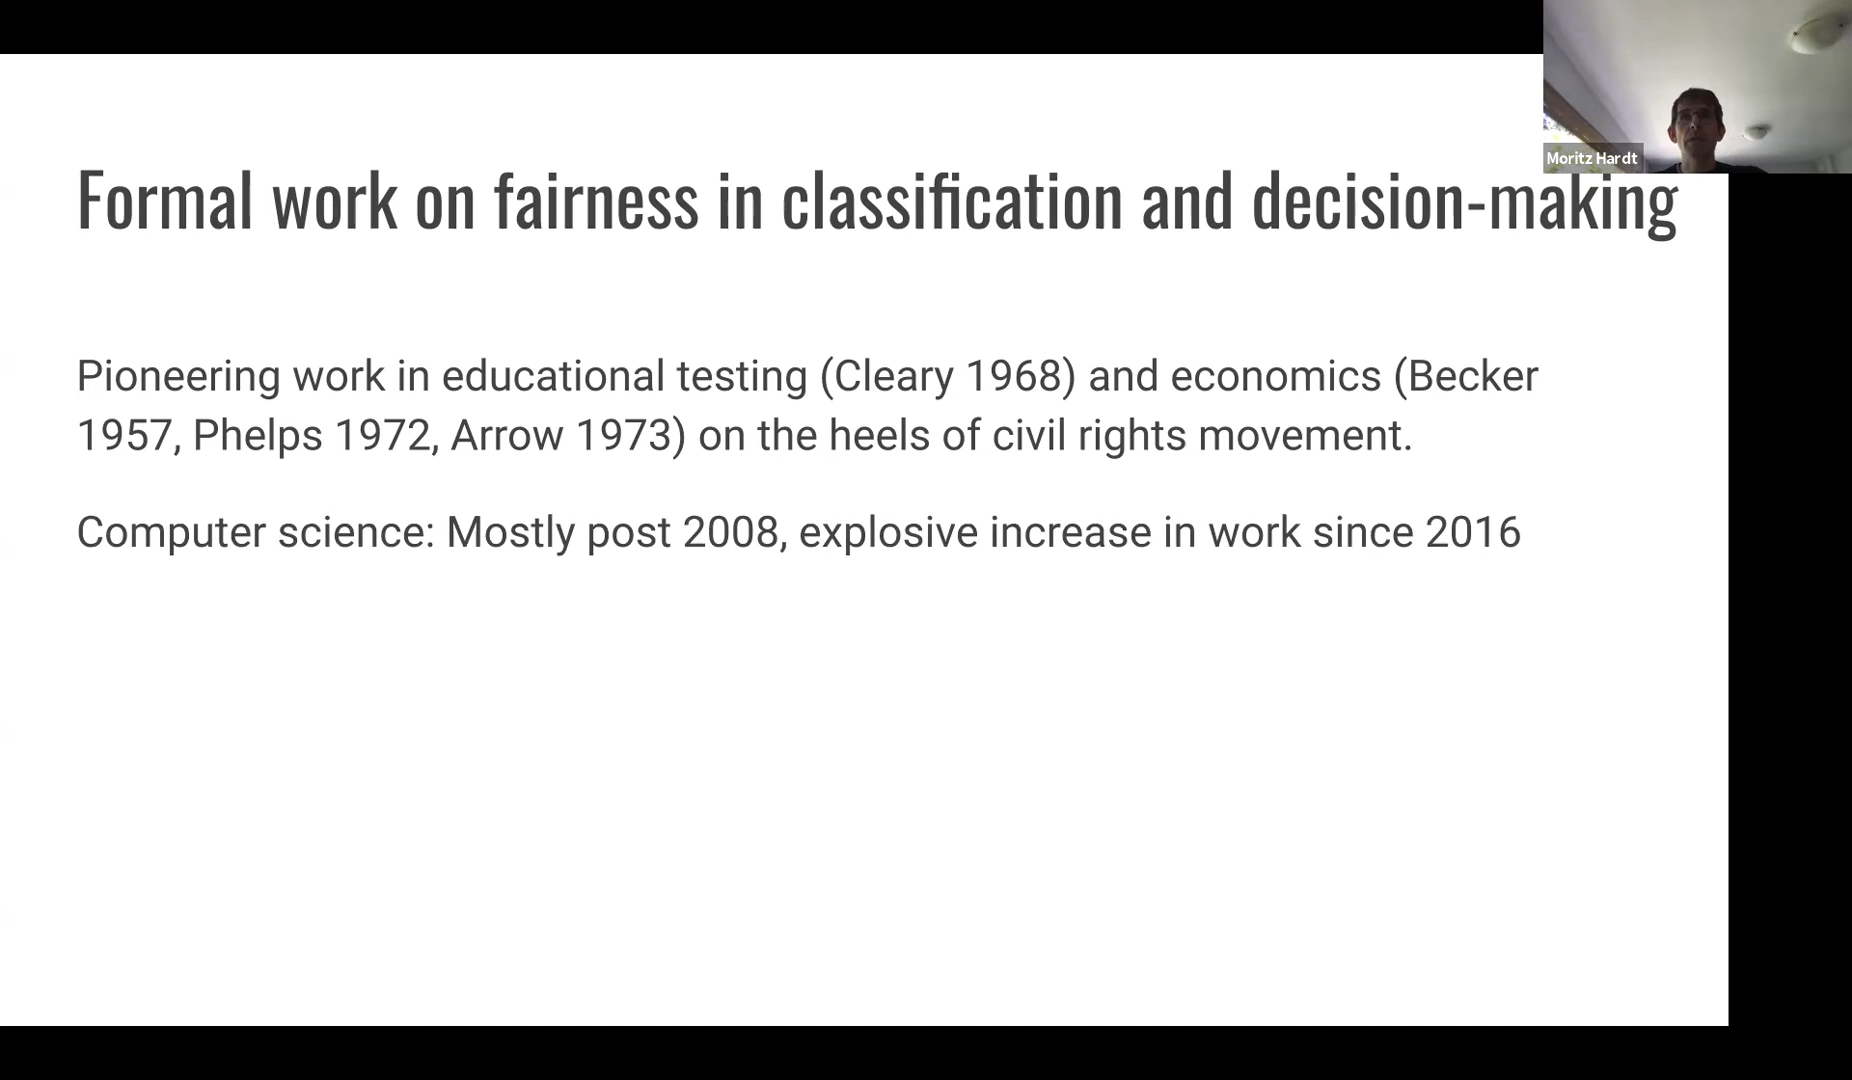 Moritz Hardt
Formal work on fairness in classification and decision-making
Pioneering work in educational testing (Cleary 1968) and economics (Becker
1957, Phelps 1972, Arrow 1973) on the heels of civil rights movement.
Computer science: Mostly post 2008, explosive increase in work since 2016